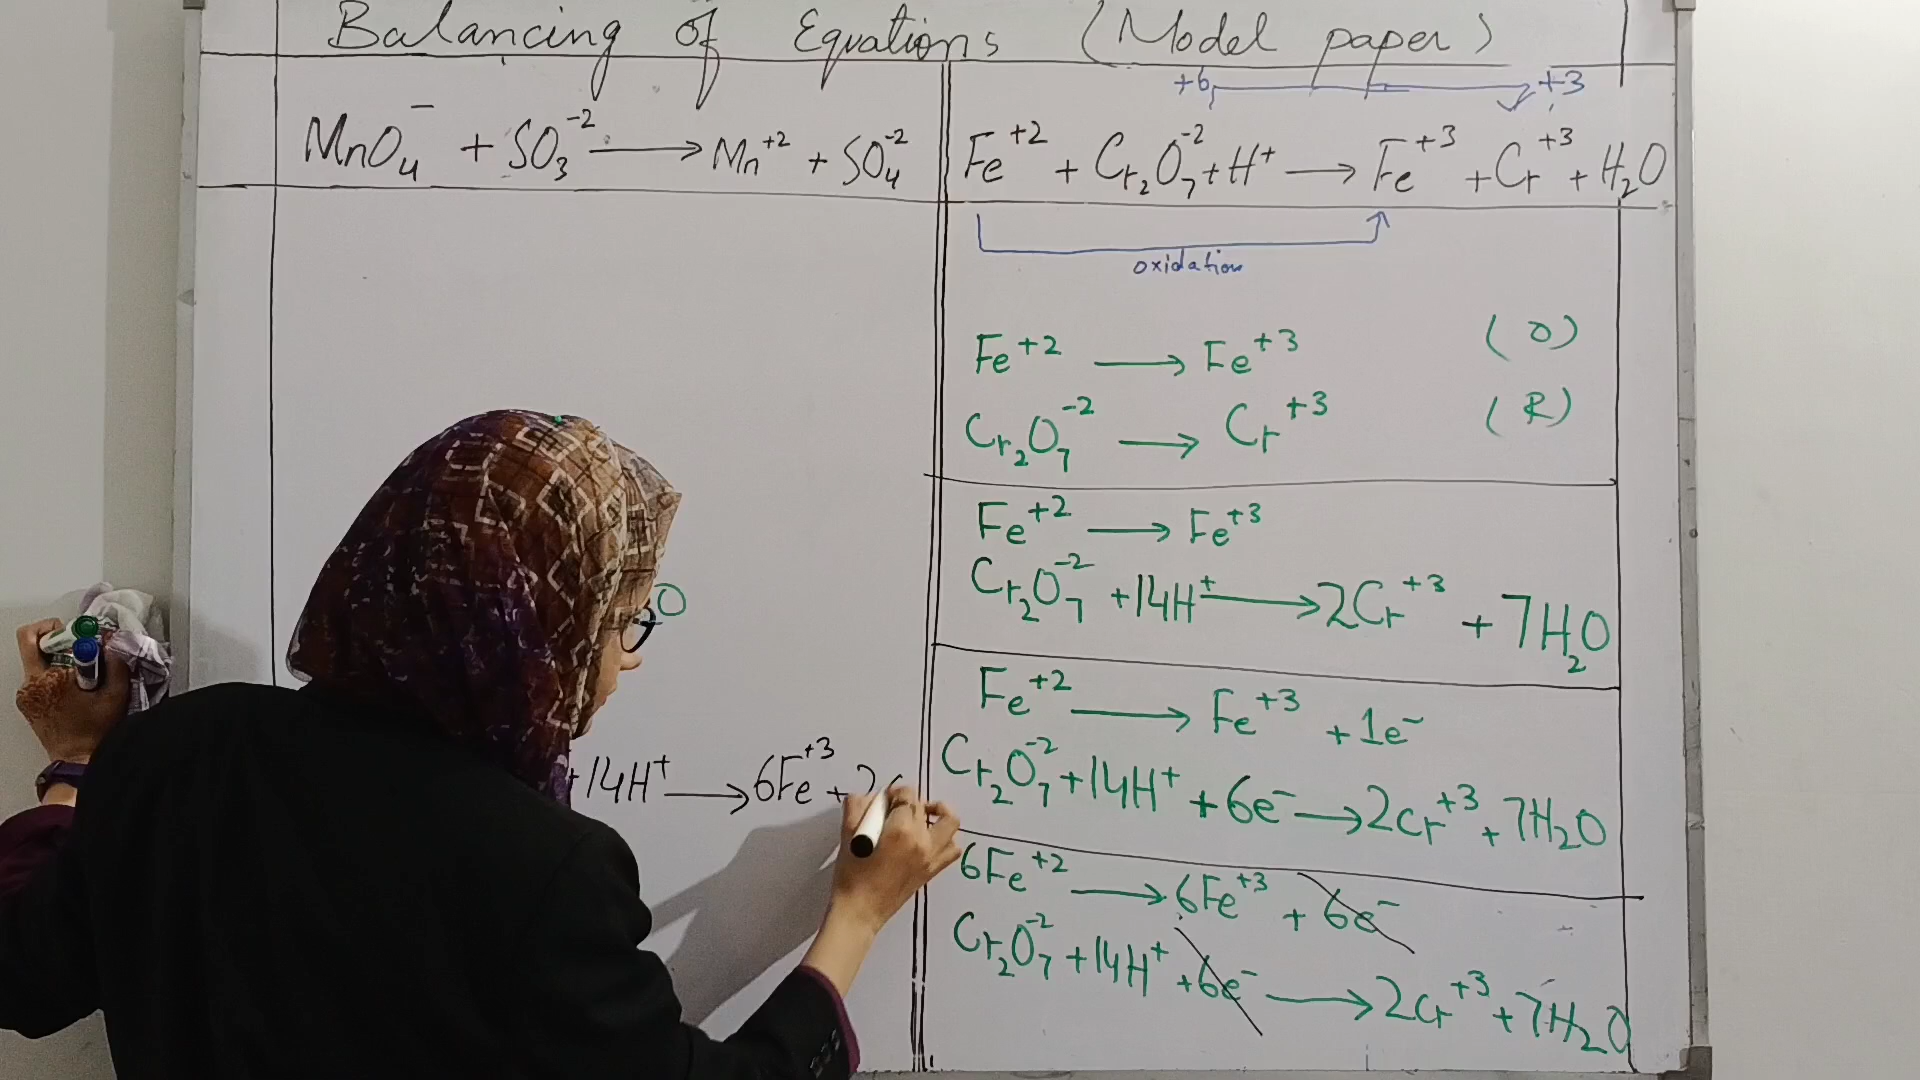 Balancing of Equations (Model paper)
MnO₄⁻ + SO₃⁻² ⟶ Mn⁺² + SO₄⁻²
+6 +3
Fe⁺² + Cr₂O₇⁻² + H⁺ ⟶ Fe⁺³ + Cr⁺³ + H₂O
oxidation
Fe⁺² ⟶ Fe⁺³ (O)
Cr₂O₇⁻² ⟶ Cr⁺³ (R)
Fe⁺² ⟶ Fe⁺³
Cr₂O₇⁻² + 14H⁺ ⟶ 2Cr⁺³ + 7H₂O
Fe⁺² ⟶ Fe⁺³ + 1e⁻
Cr₂O₇⁻² + 14H⁺ + 6e⁻ ⟶ 2Cr⁺³ + 7H₂O
6Fe⁺² ⟶ 6Fe⁺³ + 6e⁻
Cr₂O₇⁻² + 14H⁺ + 6e⁻ ⟶ 2Cr⁺³ + 7H₂O
O
+14H⁺ ⟶ 6Fe⁺³ + 2C